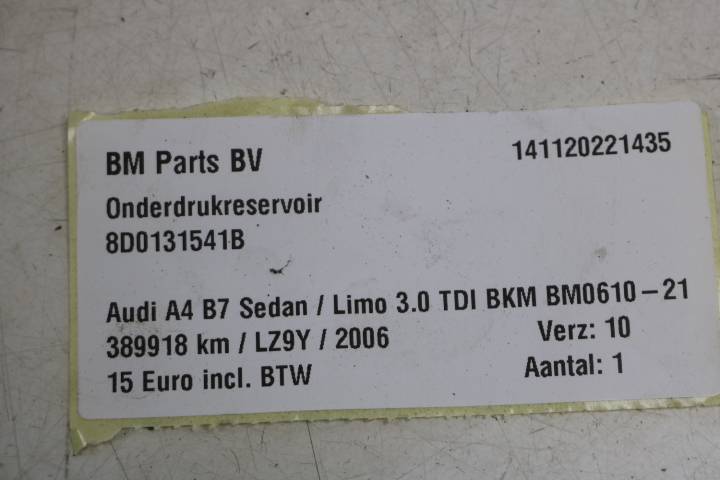 BM Parts BV 141120221435
Onderdrukreservoir
8D0131541B
Audi A4 B7 Sedan / Limo 3.0 TDI BKM BM0610-21
389918 km / LZ9Y / 2006 Verz: 10
15 Euro incl. BTW Aantal: 1